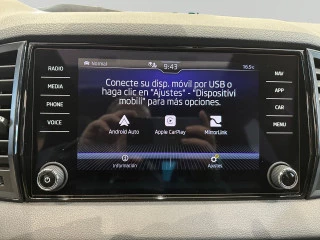 Normal
9:43
16.5
RADIO
MEDIA
PHONE
VOICE
Conecte su disp. móvil por USB o
haga clic en "Ajustes" - "Dispositivi
mobili" para más opciones.
Android Auto
Apple CarPlay
MirrorLink
Información
Ajustes
NAV
APP
CAR
MENU